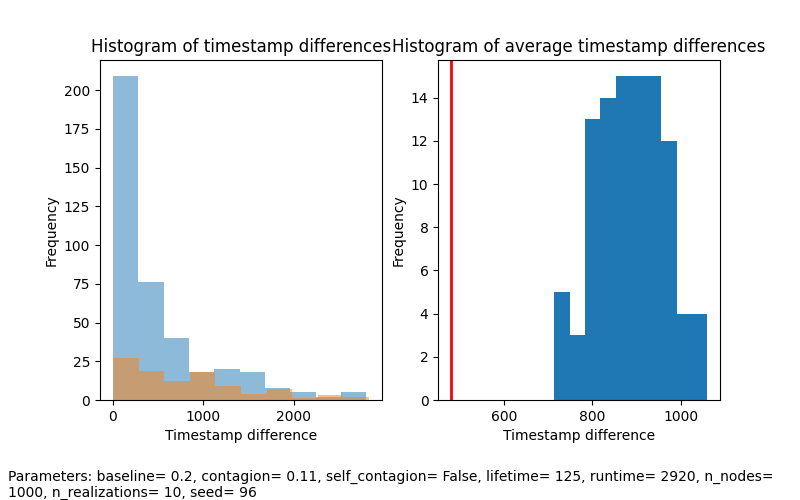 Histogram of timestamp differences
Histogram of average timestamp differences
200
175
150
125
100
75
50
25
0
Frequency
0
1000
2000
Timestamp difference
14
12
10
8
6
4
2
0
Frequency
600
800
1000
Timestamp difference
Parameters: baseline= 0.2, contagion= 0.11, self_contagion= False, lifetime= 125, runtime= 2920, n_nodes=
1000, n_realizations= 10, seed= 96